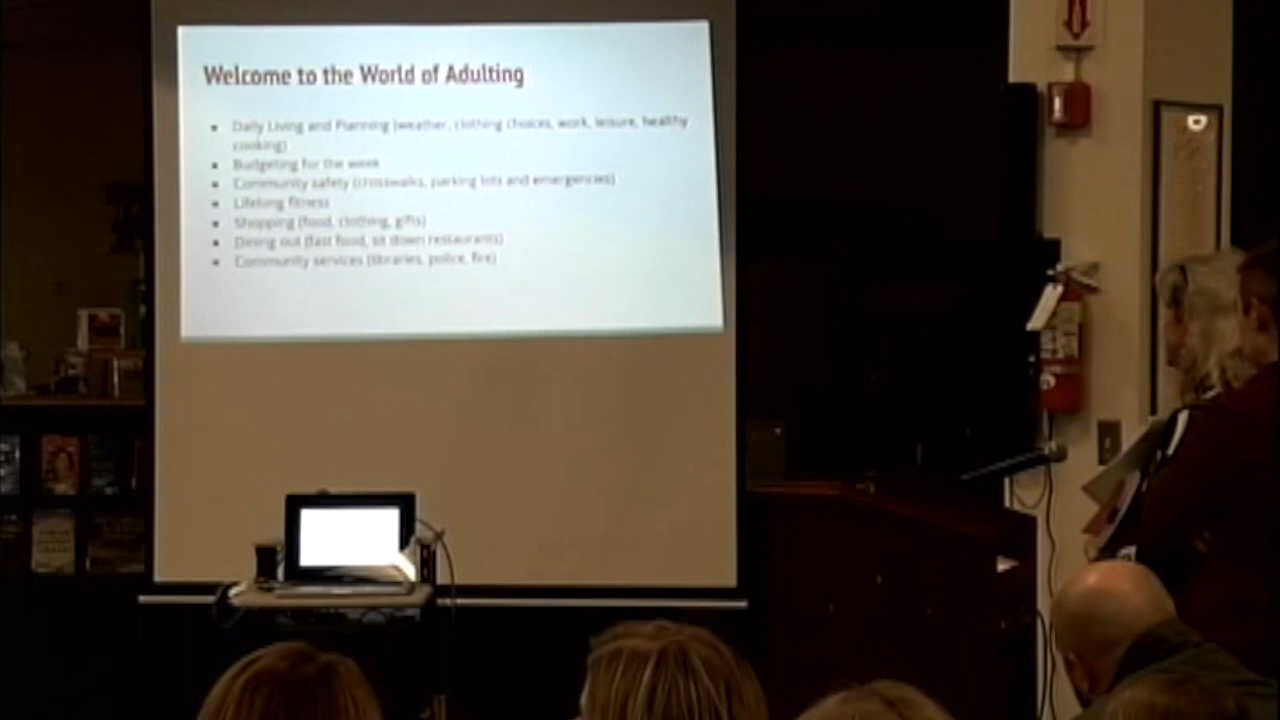 Welcome to the World of Adulting
Daily Living and Planning (weather, clothing choices, work, leisure, healthy
cooking)
Budgeting for the week
Community safety (crosswalks, parking lots and emergencies)
Lifelong fitness
Shopping (food, clothing, gifts)
Dining out (fast food, sit down restaurants)
Community services (libraries, police, fire)